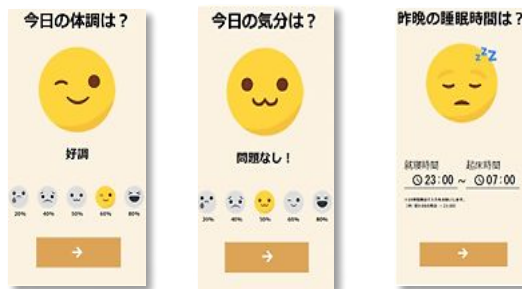 今日の体調は?
好調
20% 40% 50% 60% 80%
今日の気分は?
問題なし!
20% 40% 50% 60% 80%
昨晩の睡眠時間は?
zzZ
就寝時間 起床時間
23:00 ~ 07:00